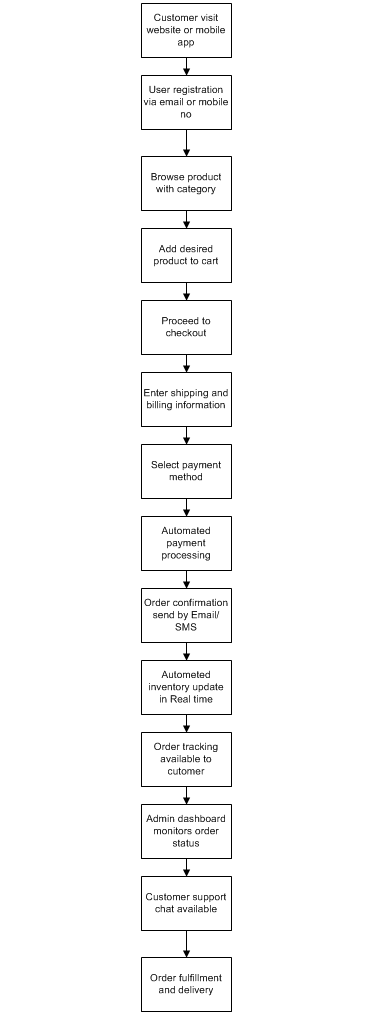 Customer visit
website or mobile
app
User registration
via email or mobile
no
Browse product
with category
Add desired
product to cart
Proceed to
checkout
Enter shipping and
billing information
Select payment
method
Automated
payment
processing
Order confirmation
send by Email/
SMS
Autometed
inventory update
in Real time
Order tracking
available to
cutomer
Admin dashboard
monitors order
status
Customer support
chat available
Order fulfillment
and delivery